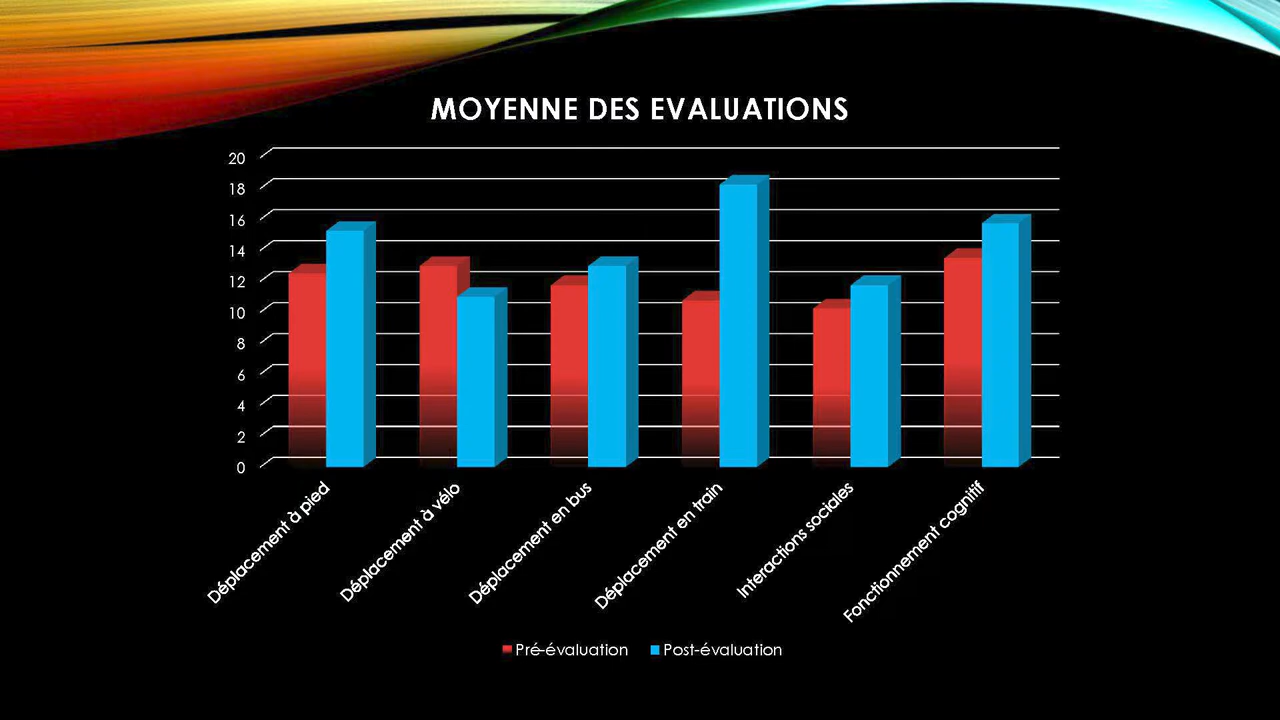 MOYENNE DES EVALUATIONS
20
18
16
14
12
10
8
6
4
2
0
Déplacement à pied
Déplacement à vélo
Déplacement en bus
Déplacement en train
Interactions sociales
Fonctionnement cognitif
Pré-évaluation
Post-évaluation